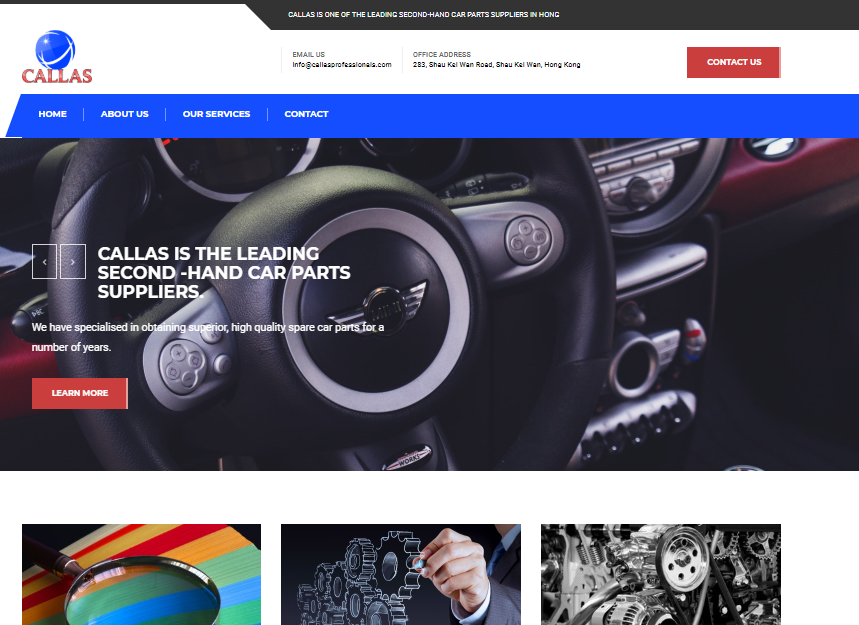 CALLAS IS ONE OF THE LEADING SECOND-HAND CAR PARTS SUPPLIERS IN HONG
CALLAS
EMAIL US
info@callasprofessionals.com
OFFICE ADDRESS
283, Shau Kei Wan Road, Shau Kei Wan, Hong Kong
CONTACT US
HOME
ABOUT US
OUR SERVICES
CONTACT
CALLAS IS THE LEADING
SECOND -HAND CAR PARTS
SUPPLIERS.
We have specialised in obtaining superior, high quality spare car parts for a
number of years.
LEARN MORE
MINI
WORKS